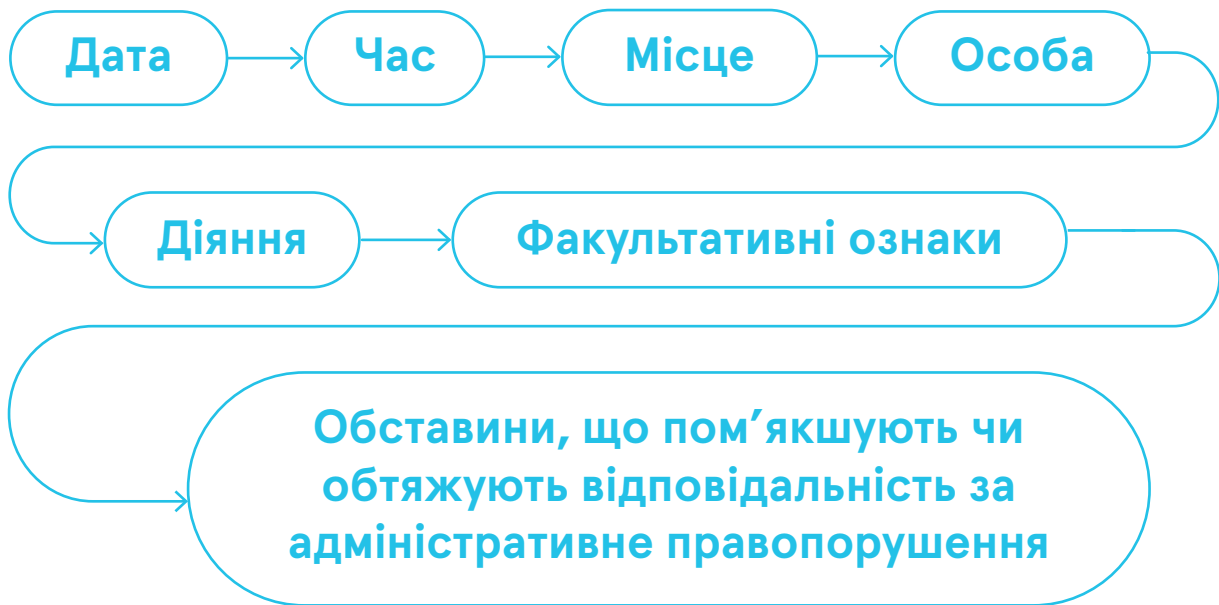 Дата
Час
Місце
Особа
Діяння
Факультативні ознаки
Обставини, що пом’якшують чи
обтяжують відповідальність за
адміністративне правопорушення